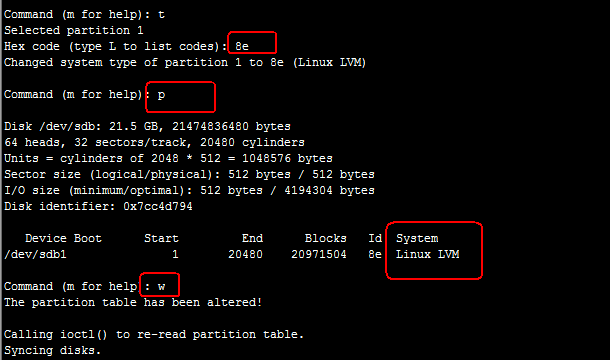 Command (m for help): t
Selected partition 1
Hex code (type L to list codes): 8e
Changed system type of partition 1 to 8e (Linux LVM)
Command (m for help): p
Disk /dev/sdb: 21.5 GB, 21474836480 bytes
64 heads, 32 sectors/track, 20480 cylinders
Units = cylinders of 2048 * 512 = 1048576 bytes
Sector size (logical/physical): 512 bytes / 512 bytes
I/O size (minimum/optimal): 512 bytes / 4194304 bytes
Disk identifier: 0x7cc4d794
Device Boot Start End Blocks Id System
/dev/sdb1 1 20480 20971504 8e Linux LVM
Command (m for help : w
The partition table has been altered!
Calling ioctl() to re-read partition table.
Syncing disks.